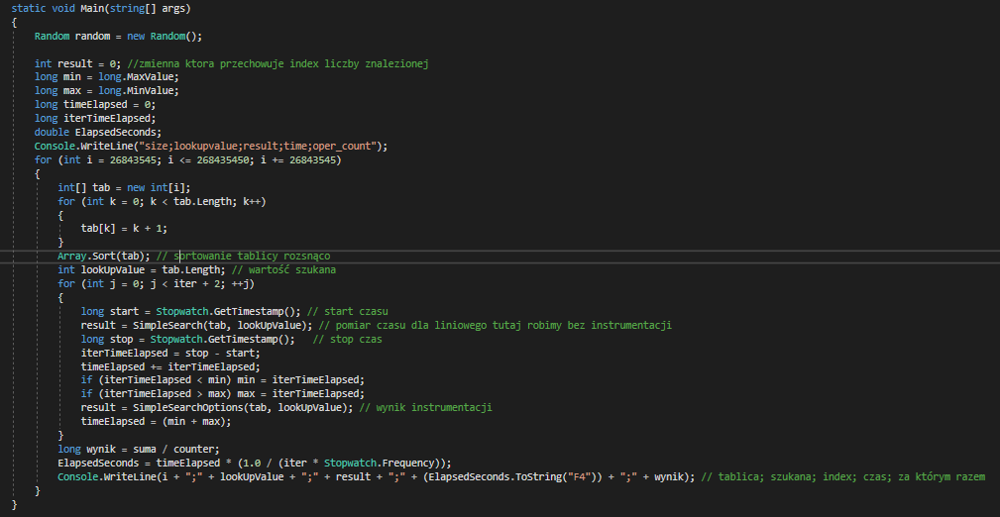 static void Main(string[] args)
{
Random random = new Random();
int result = 0; //zmienna ktora przechowuje index liczby znalezionej
long min = long.MaxValue;
long max = long.MinValue;
long timeElapsed = 0;
long iterTimeElapsed;
double ElapsedSeconds;
Console.WriteLine("size;lookupvalue;result;time;oper_count");
for (int i = 26843545; i <= 268435450; i += 26843545)
{
int[] tab = new int[i];
for (int k = 0; k < tab.Length; k++)
{
tab[k] = k + 1;
}
Array.Sort(tab); // sortowanie tablicy rozsnąco
int lookUpValue = tab.Length; // wartość szukana
for (int j = 0; j < iter + 2; ++j)
{
long start = Stopwatch.GetTimestamp(); // start czasu
result = SimpleSearch(tab, lookUpValue); // pomiar czasu dla liniowego tutaj robimy bez instrumentacji
long stop = Stopwatch.GetTimestamp(); // stop czas
iterTimeElapsed = stop - start;
timeElapsed += iterTimeElapsed;
if (iterTimeElapsed < min) min = iterTimeElapsed;
if (iterTimeElapsed > max) max = iterTimeElapsed;
result = SimpleSearchOptions(tab, lookUpValue); // wynik instrumentacji
timeElapsed = (min + max);
}
long wynik = suma / counter;
ElapsedSeconds = timeElapsed * (1.0 / (iter * Stopwatch.Frequency));
Console.WriteLine(i + ";" + lookUpValue + ";" + result + ";" + (ElapsedSeconds.ToString("F4")) + ";" + wynik); // tablica; szukana; index; czas; za którym razem
}
}